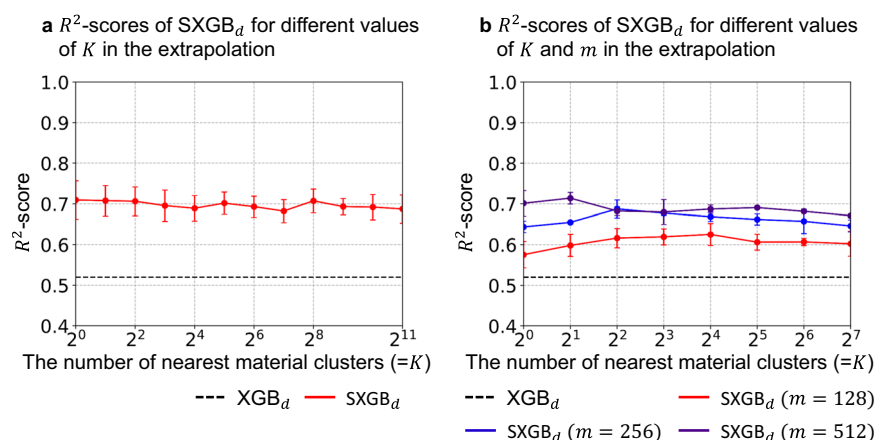 a R²-scores of SXGB_d for different values
of K in the extrapolation
1.0
0.9
0.8
0.7
0.6
0.5
0.4
R²-score
2⁰ 2² 2⁴ 2⁶ 2⁸ 2¹¹
The number of nearest material clusters (=K)
XGB_d SXGB_d
b R²-scores of SXGB_d for different values
of K and m in the extrapolation
1.0
0.9
0.8
0.7
0.6
0.5
0.4
R²-score
2⁰ 2¹ 2² 2³ 2⁴ 2⁵ 2⁶ 2⁷
The number of nearest material clusters (=K)
XGB_d SXGB_d (m = 128)
SXGB_d (m = 256) SXGB_d (m = 512)